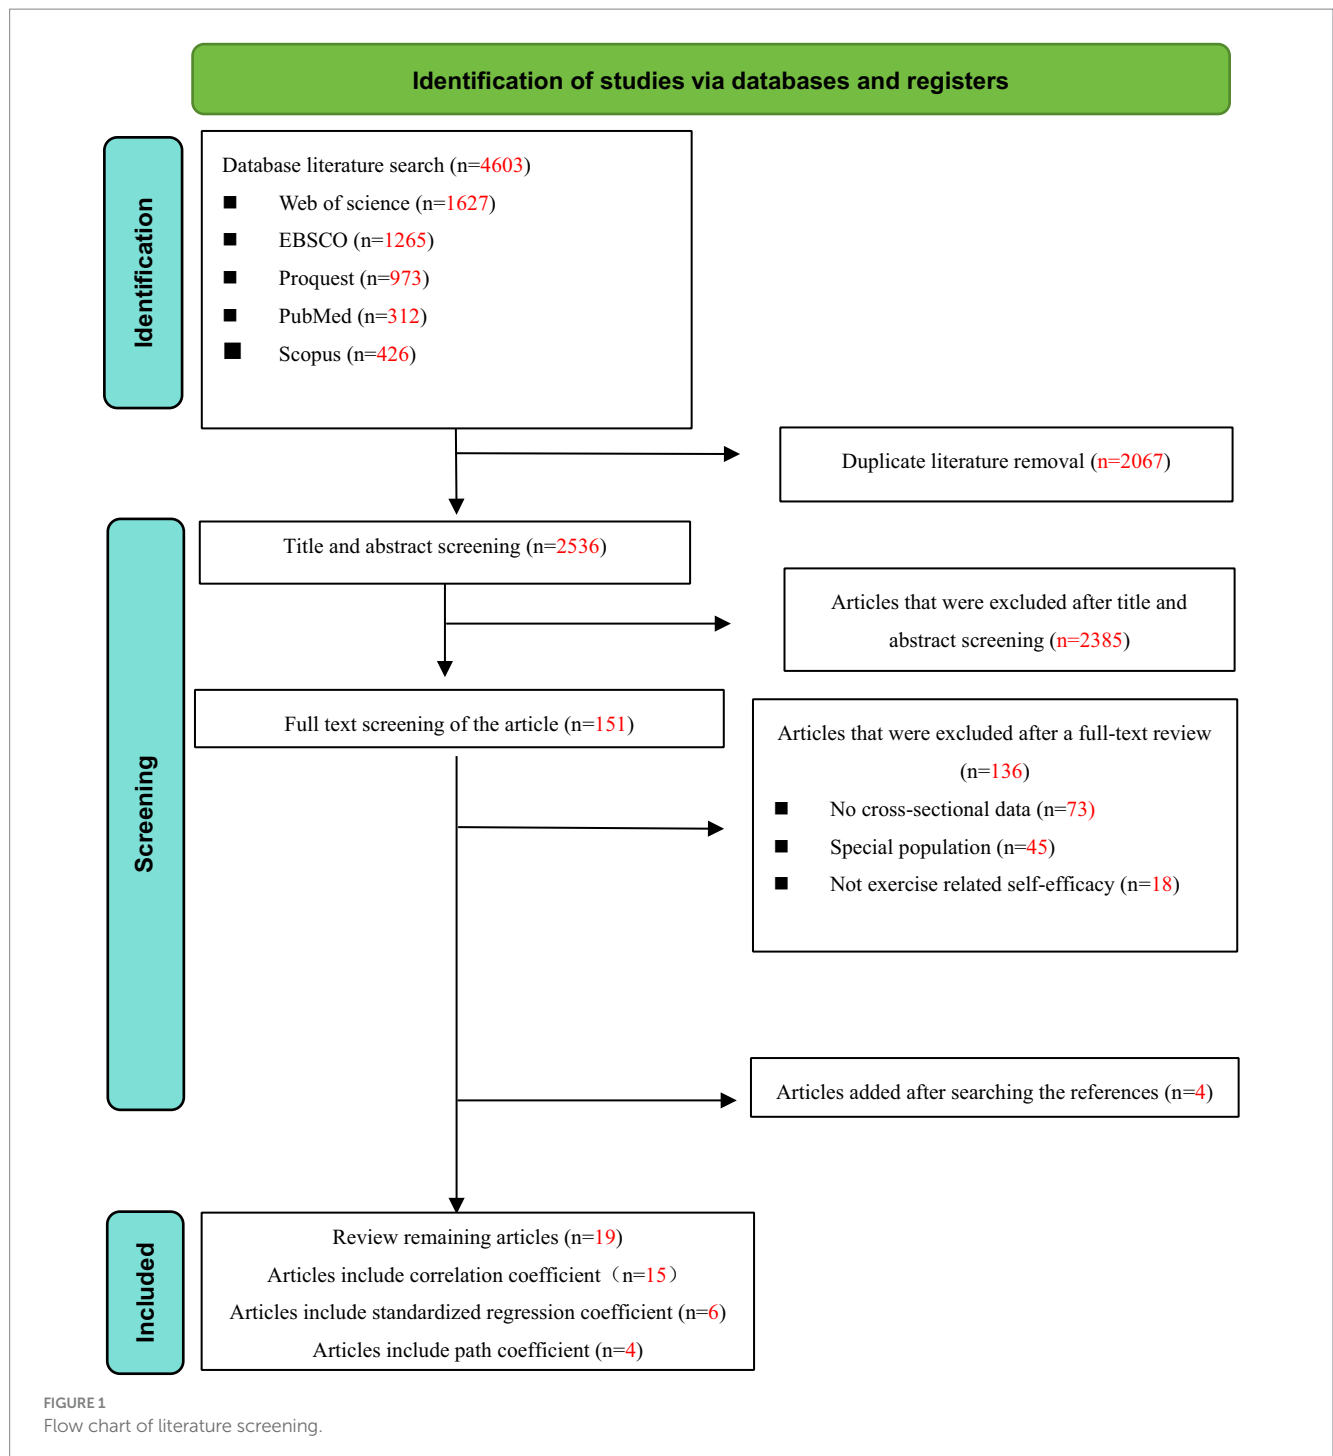 Identification of studies via databases and registers
Identification
Database literature search (n=4603)
■ Web of science (n=1627)
■ EBSCO (n=1265)
■ Proquest (n=973)
■ PubMed (n=312)
■ Scopus (n=426)
Duplicate literature removal (n=2067)
Screening
Title and abstract screening (n=2536)
Articles that were excluded after title and
abstract screening (n=2385)
Full text screening of the article (n=151)
Articles that were excluded after a full-text review
(n=136)
■ No cross-sectional data (n=73)
■ Special population (n=45)
■ Not exercise related self-efficacy (n=18)
Articles added after searching the references (n=4)
Included
Review remaining articles (n=19)
Articles include correlation coefficient（n=15）
Articles include standardized regression coefficient (n=6)
Articles include path coefficient (n=4)
FIGURE 1
Flow chart of literature screening.